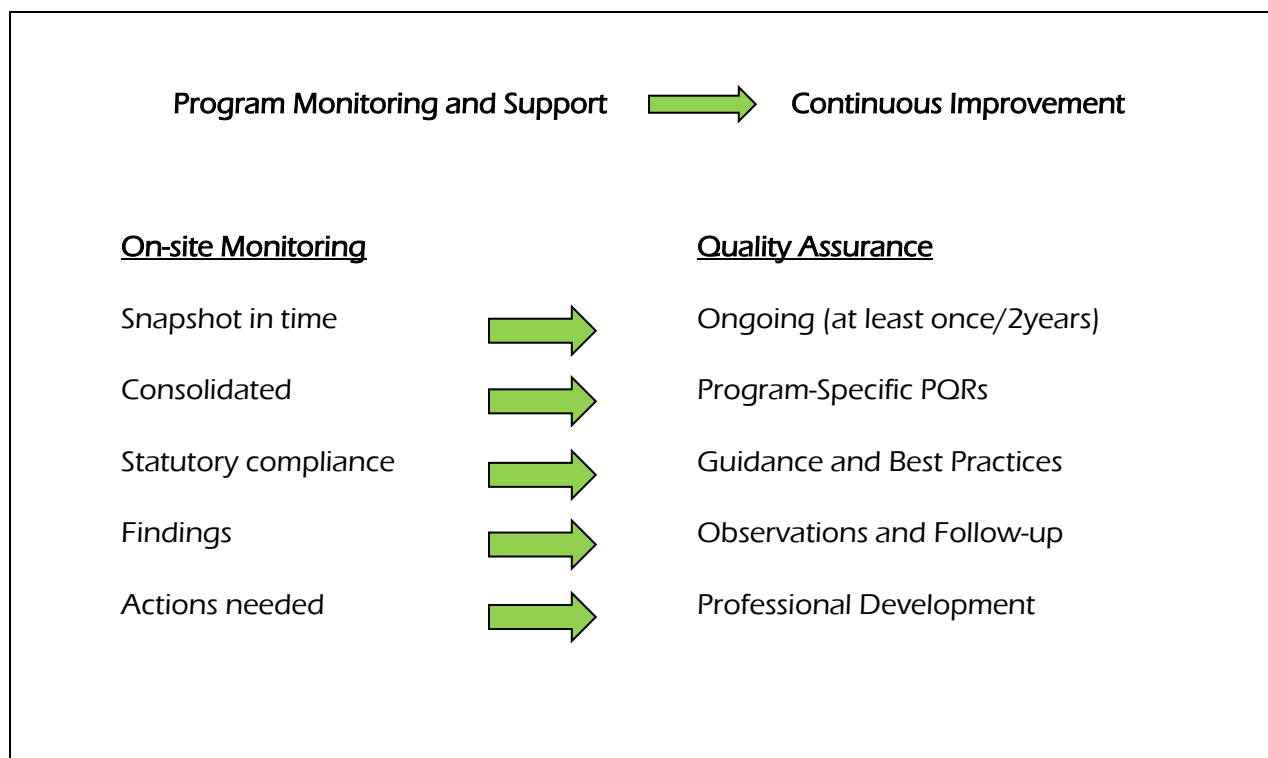 Program Monitoring and Support Continuous Improvement
On-site Monitoring Quality Assurance
Snapshot in time Ongoing (at least once/2years)
Consolidated Program-Specific PQRs
Statutory compliance Guidance and Best Practices
Findings Observations and Follow-up
Actions needed Professional Development